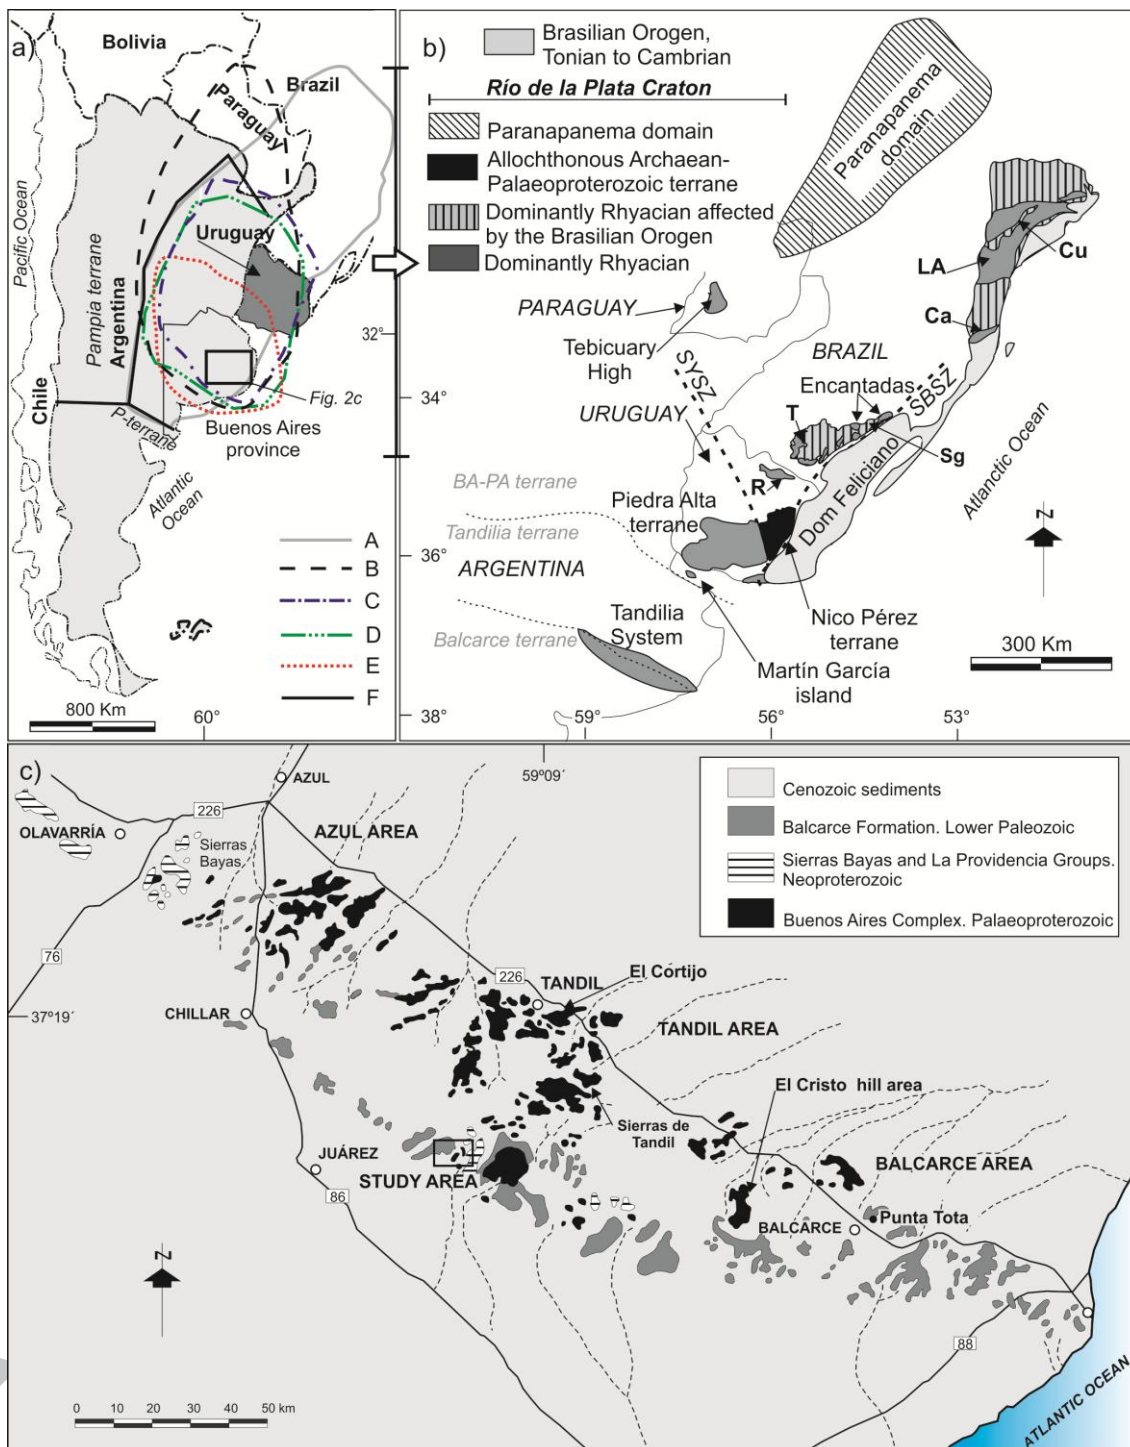 a)
Bolivia
Brazil
Paraguay
Pacific Ocean
Uruguay
Pampia terrane
Argentina
Chile
P-terrane
Fig. 2c
Buenos Aires
province
Atlantic
Ocean
A
B
C
D
E
F
800 Km
60°
32°
34°
36°
38°
b)
Brasilian Orogen,
Tonian to Cambrian
Río de la Plata Craton
Paranapanema domain
Allochthonous Archaean-
Palaeoproterozoic terrane
Dominantly Rhyacian affected
by the Brasilian Orogen
Dominantly Rhyacian
Paranapanema
domain
Cu
LA
Ca
PARAGUAY
Tebicuary
High
BRAZIL
Encantadas
SYSZ
SBSZ
URUGUAY
T
Sg
R
BA-PA terrane
Piedra Alta
terrane
Dom Feliciano
Atlanctic Ocean
Tandilia terrane
ARGENTINA
N
Nico Pérez
terrane
Tandilia
System
Balcarce terrane
Martín García
island
300 Km
59°
56°
53°
c)
59º09´
AZUL
226
OLAVARRÍA
AZUL AREA
Sierras
Bayas
Cenozoic sediments
Balcarce Formation. Lower Paleozoic
Sierras Bayas and La Providencia Groups.
Neoproterozoic
Buenos Aires Complex. Palaeoproterozoic
76
226
TANDIL
El Cortijo
37º19´
CHILLAR
TANDIL AREA
El Cristo hill area
Sierras de
Tandil
JUÁREZ
STUDY AREA
BALCARCE AREA
86
BALCARCE
Punta Tota
N
88
0 10 20 30 40 50 km
ATLANTIC OCEAN